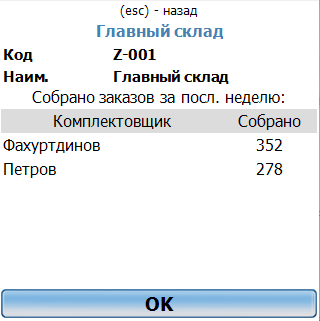 (esc) - назад
Главный склад
Код Z-001
Наим. Главный склад
Собрано заказов за посл. неделю:
Комплектовщик Собрано
Фахуртдинов 352
Петров 278
OK